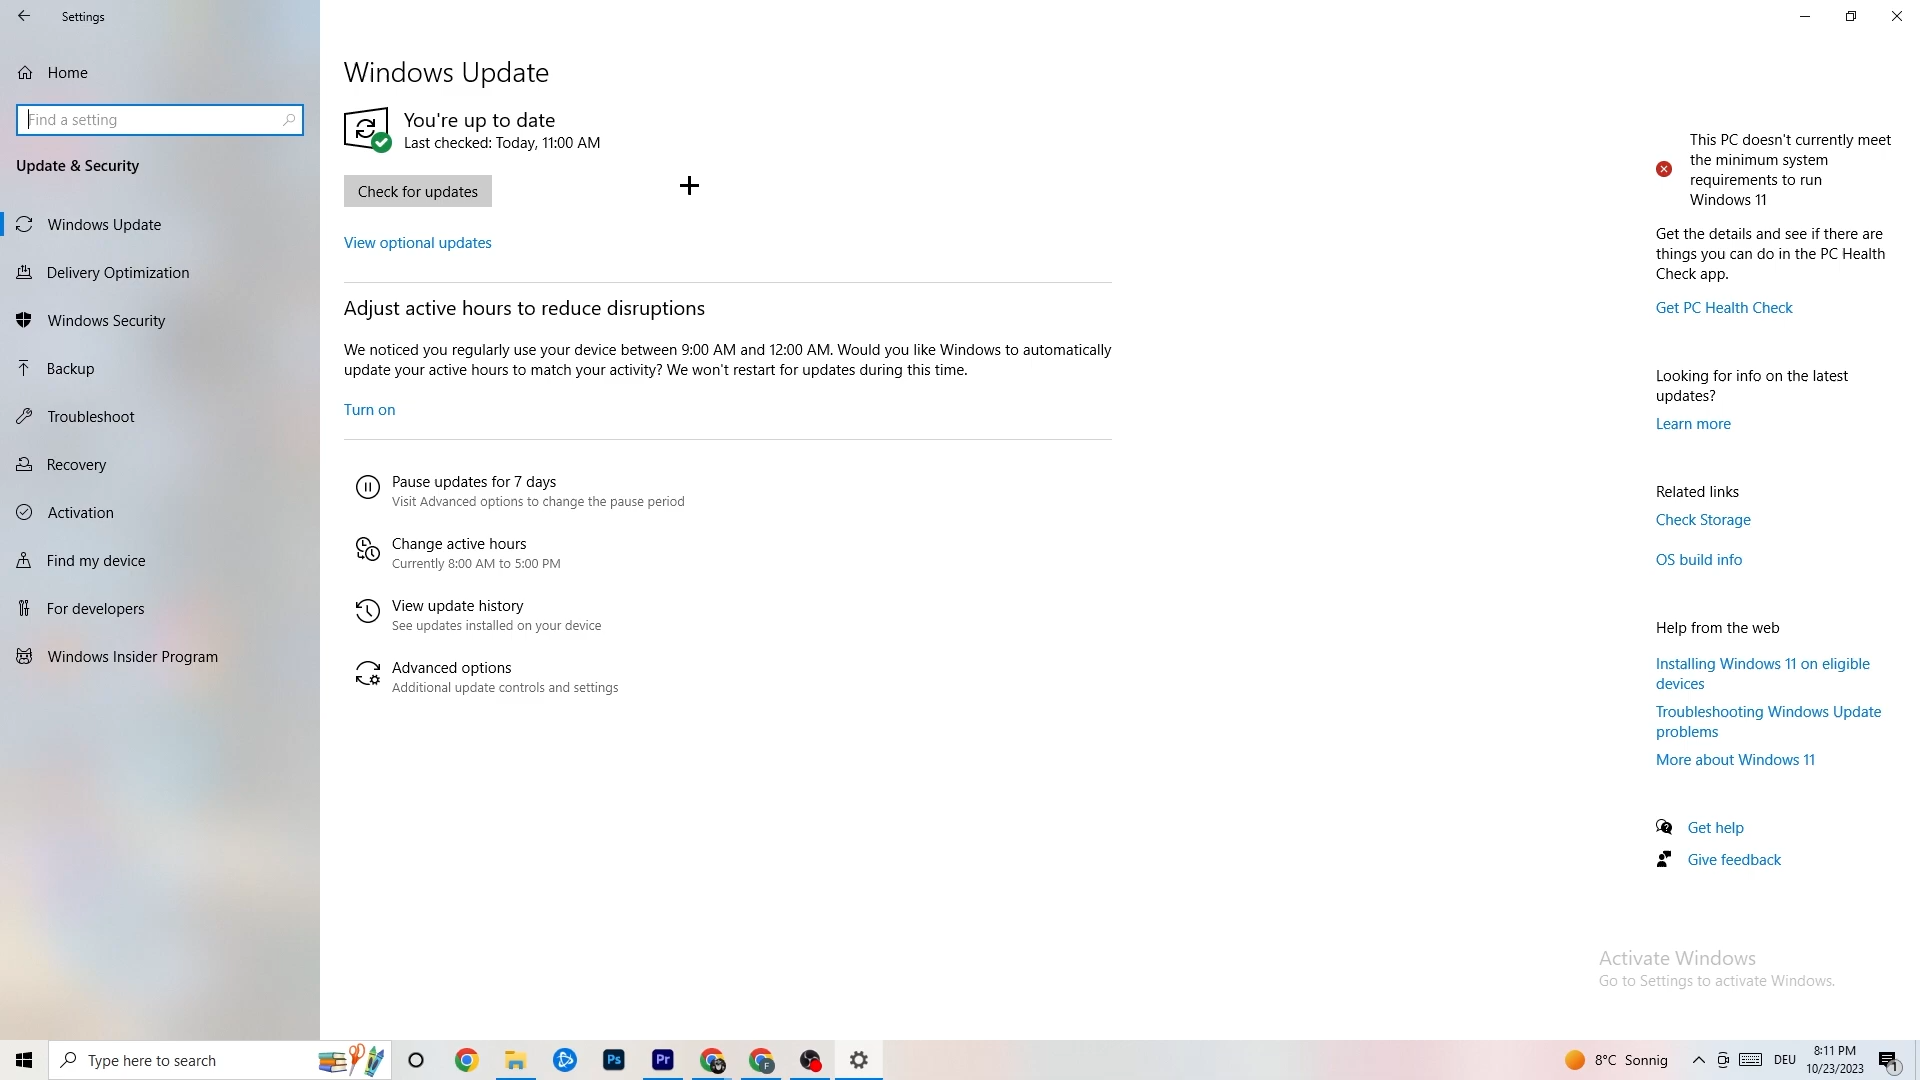 Settings
Home
Find a setting
Update & Security
Windows Update
Delivery Optimization
Windows Security
Backup
Troubleshoot
Recovery
Activation
Find my device
For developers
Windows Insider Program
Windows Update
You're up to date
Last checked: Today, 11:00 AM
Check for updates
View optional updates
Adjust active hours to reduce disruptions
We noticed you regularly use your device between 9:00 AM and 12:00 AM. Would you like Windows to automatically
update your active hours to match your activity? We won't restart for updates during this time.
Turn on
Pause updates for 7 days
Visit Advanced options to change the pause period
Change active hours
Currently 8:00 AM to 5:00 PM
View update history
See updates installed on your device
Advanced options
Additional update controls and settings
This PC doesn't currently meet
the minimum system
requirements to run
Windows 11
Get the details and see if there are
things you can do in the PC Health
Check app.
Get PC Health Check
Looking for info on the latest
updates?
Learn more
Related links
Check Storage
OS build info
Help from the web
Installing Windows 11 on eligible
devices
Troubleshooting Windows Update
problems
More about Windows 11
Get help
Give feedback
Activate Windows
Go to Settings to activate Windows.
Type here to search
Ps
Pr
F
8°C Sonnig
DEU
8:11 PM
10/23/2023
1